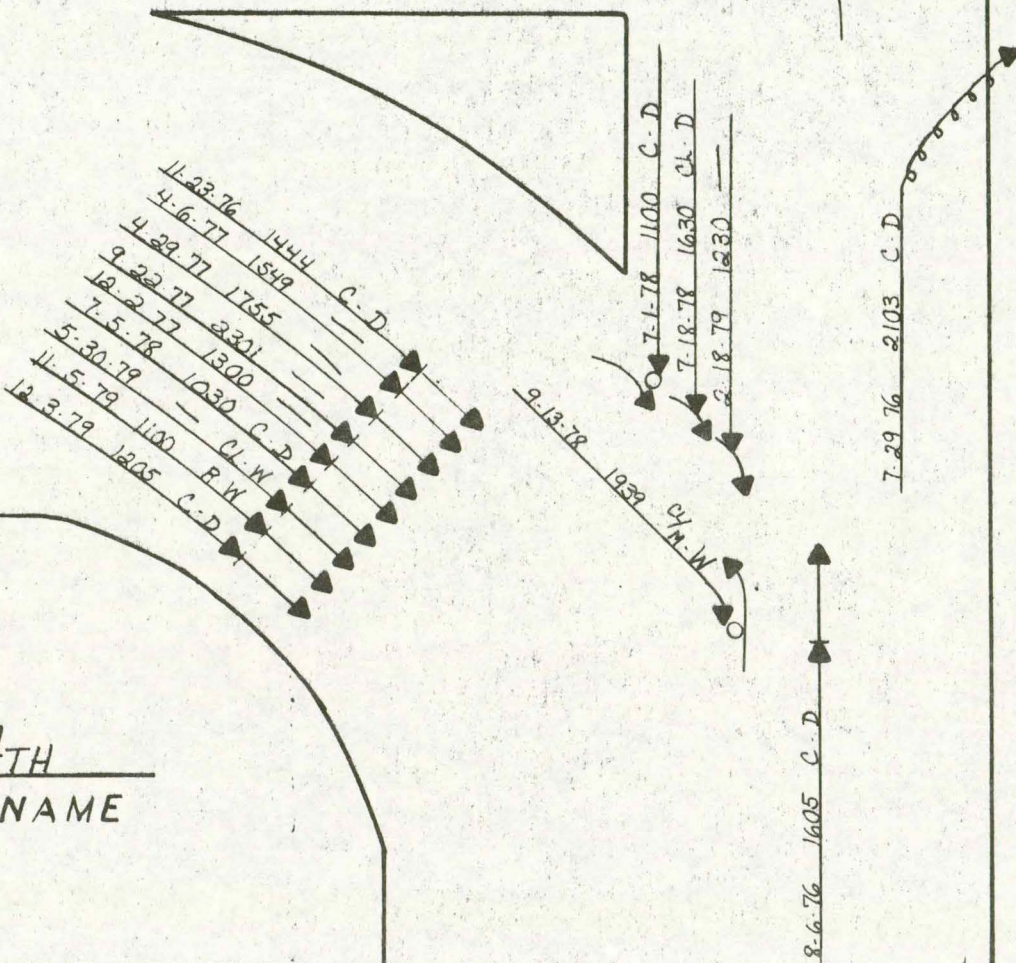 11-23-76 1444 C-D
4-6-77 1549 —
4-29-77 1755 —
9-22-77 2301
12-2-77 1300 —
7-5-78 1030 C-D
5-30-79 — CL-W
11-5-79 1100 R W
12-3-79 1205 C-D
7-1-78 1100 C-D
7-18-78 1630 CL-D
2-18-79 1230 —
7-29-76 2103 C-D
9-13-78 1939 CL/M-W
8-6-76 1605 C-D
TH
NAME